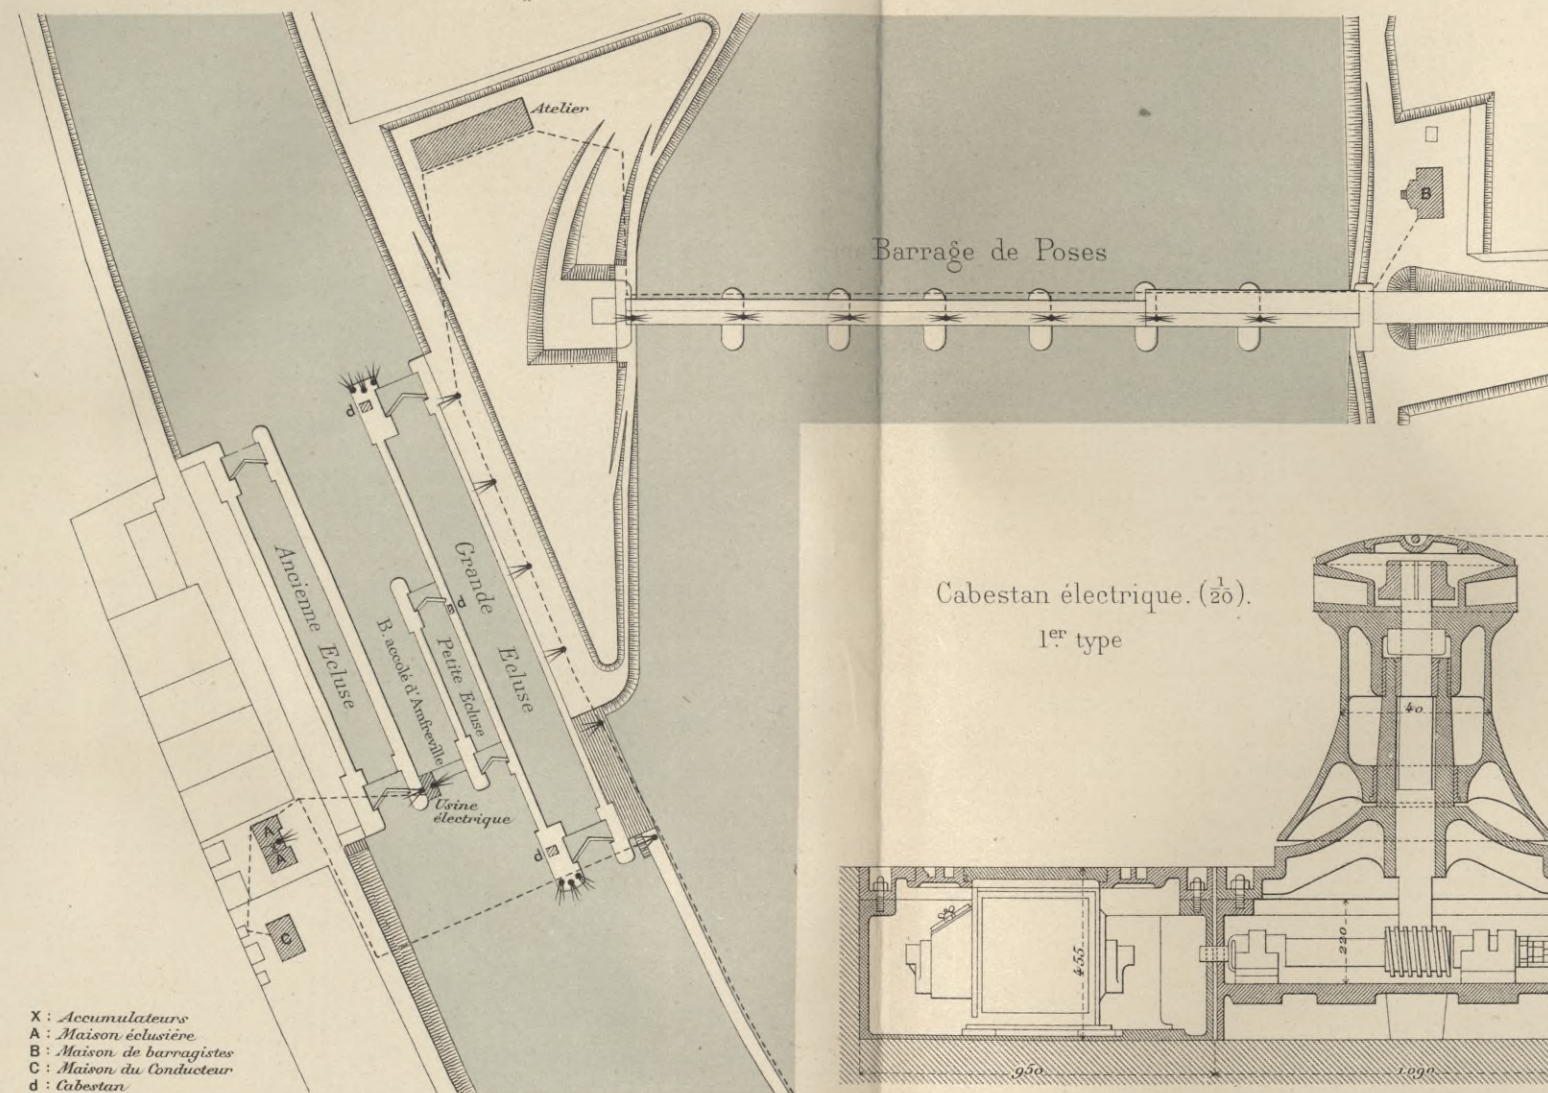 Atelier
B
Barrage de Poses
d
Ancienne Ecluse
B. accolé d'Amfreville
Petite Ecluse
d
Grande Ecluse
Usine
électrique
A
A
d
C
Cabestan électrique. (1/20).
1er type
40
220
455
950
1090
X : Accumulateurs
A : Maison éclusière
B : Maison de barragistes
C : Maison du Conducteur
d : Cabestan